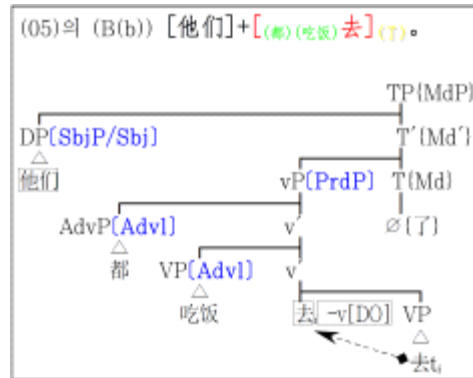 (05)의 (B(b)) [他们]+[(都)(吃饭)去](了)。
TP{MdP}
DP[SbjP/Sbj] T′{Md′}
他们 vP[PrdP] T{Md}
AdvP[Advl] v′ ∅{了}
都 VP[Advl] v′
吃饭 去ᵢ-v[DO] VP
去tᵢ